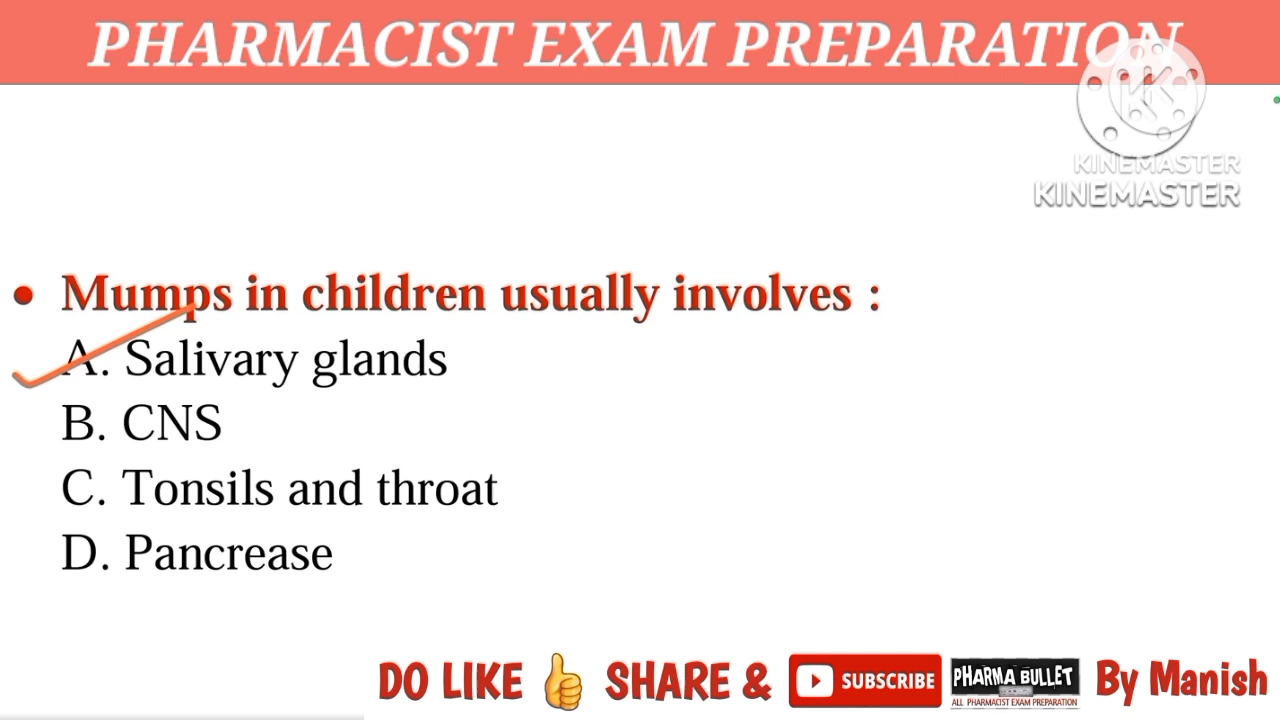 PHARMACIST EXAM PREPARATION
KINEMASTER
KINEMASTER
• Mumps in children usually involves :
A. Salivary glands
B. CNS
C. Tonsils and throat
D. Pancrease
DO LIKE 👍 SHARE & SUBSCRIBE PHARMA BULLET By Manish
ALL PHARMACIST EXAM PREPARATION